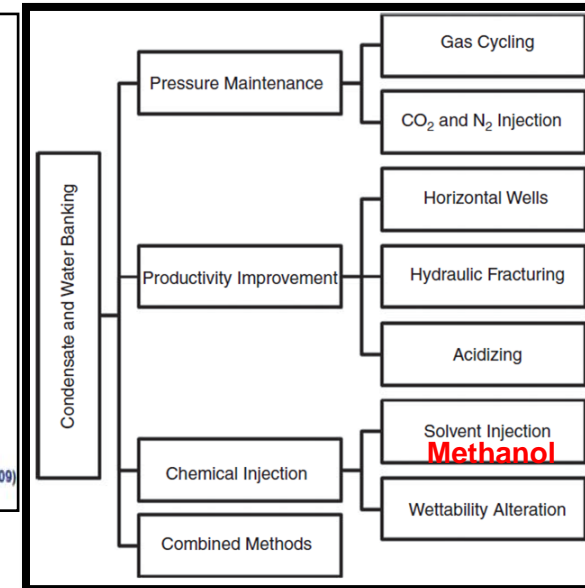 09)
Condensate and Water Banking
Pressure Maintenance
Gas Cycling
CO₂ and N₂ Injection
Productivity Improvement
Horizontal Wells
Hydraulic Fracturing
Acidizing
Chemical Injection
Solvent Injection
Methanol
Wettability Alteration
Combined Methods